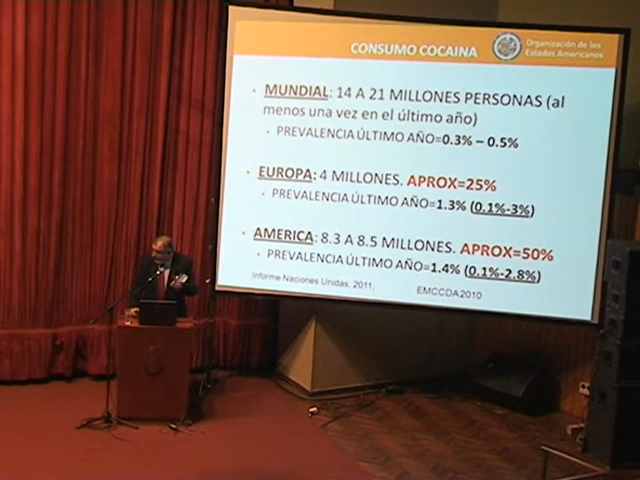 CONSUMO COCAINA
Organización de los
Estados Americanos
• MUNDIAL: 14 A 21 MILLONES PERSONAS (al
menos una vez en el último año)
• PREVALENCIA ÚLTIMO AÑO=0.3% – 0.5%
• EUROPA: 4 MILLONES. APROX=25%
• PREVALENCIA ÚLTIMO AÑO=1.3% (0.1%-3%)
• AMERICA: 8.3 A 8.5 MILLONES. APROX=50%
• PREVALENCIA ÚLTIMO AÑO=1.4% (0.1%-2.8%)
Informe Naciones Unidas, 2011, EMCCDA2010